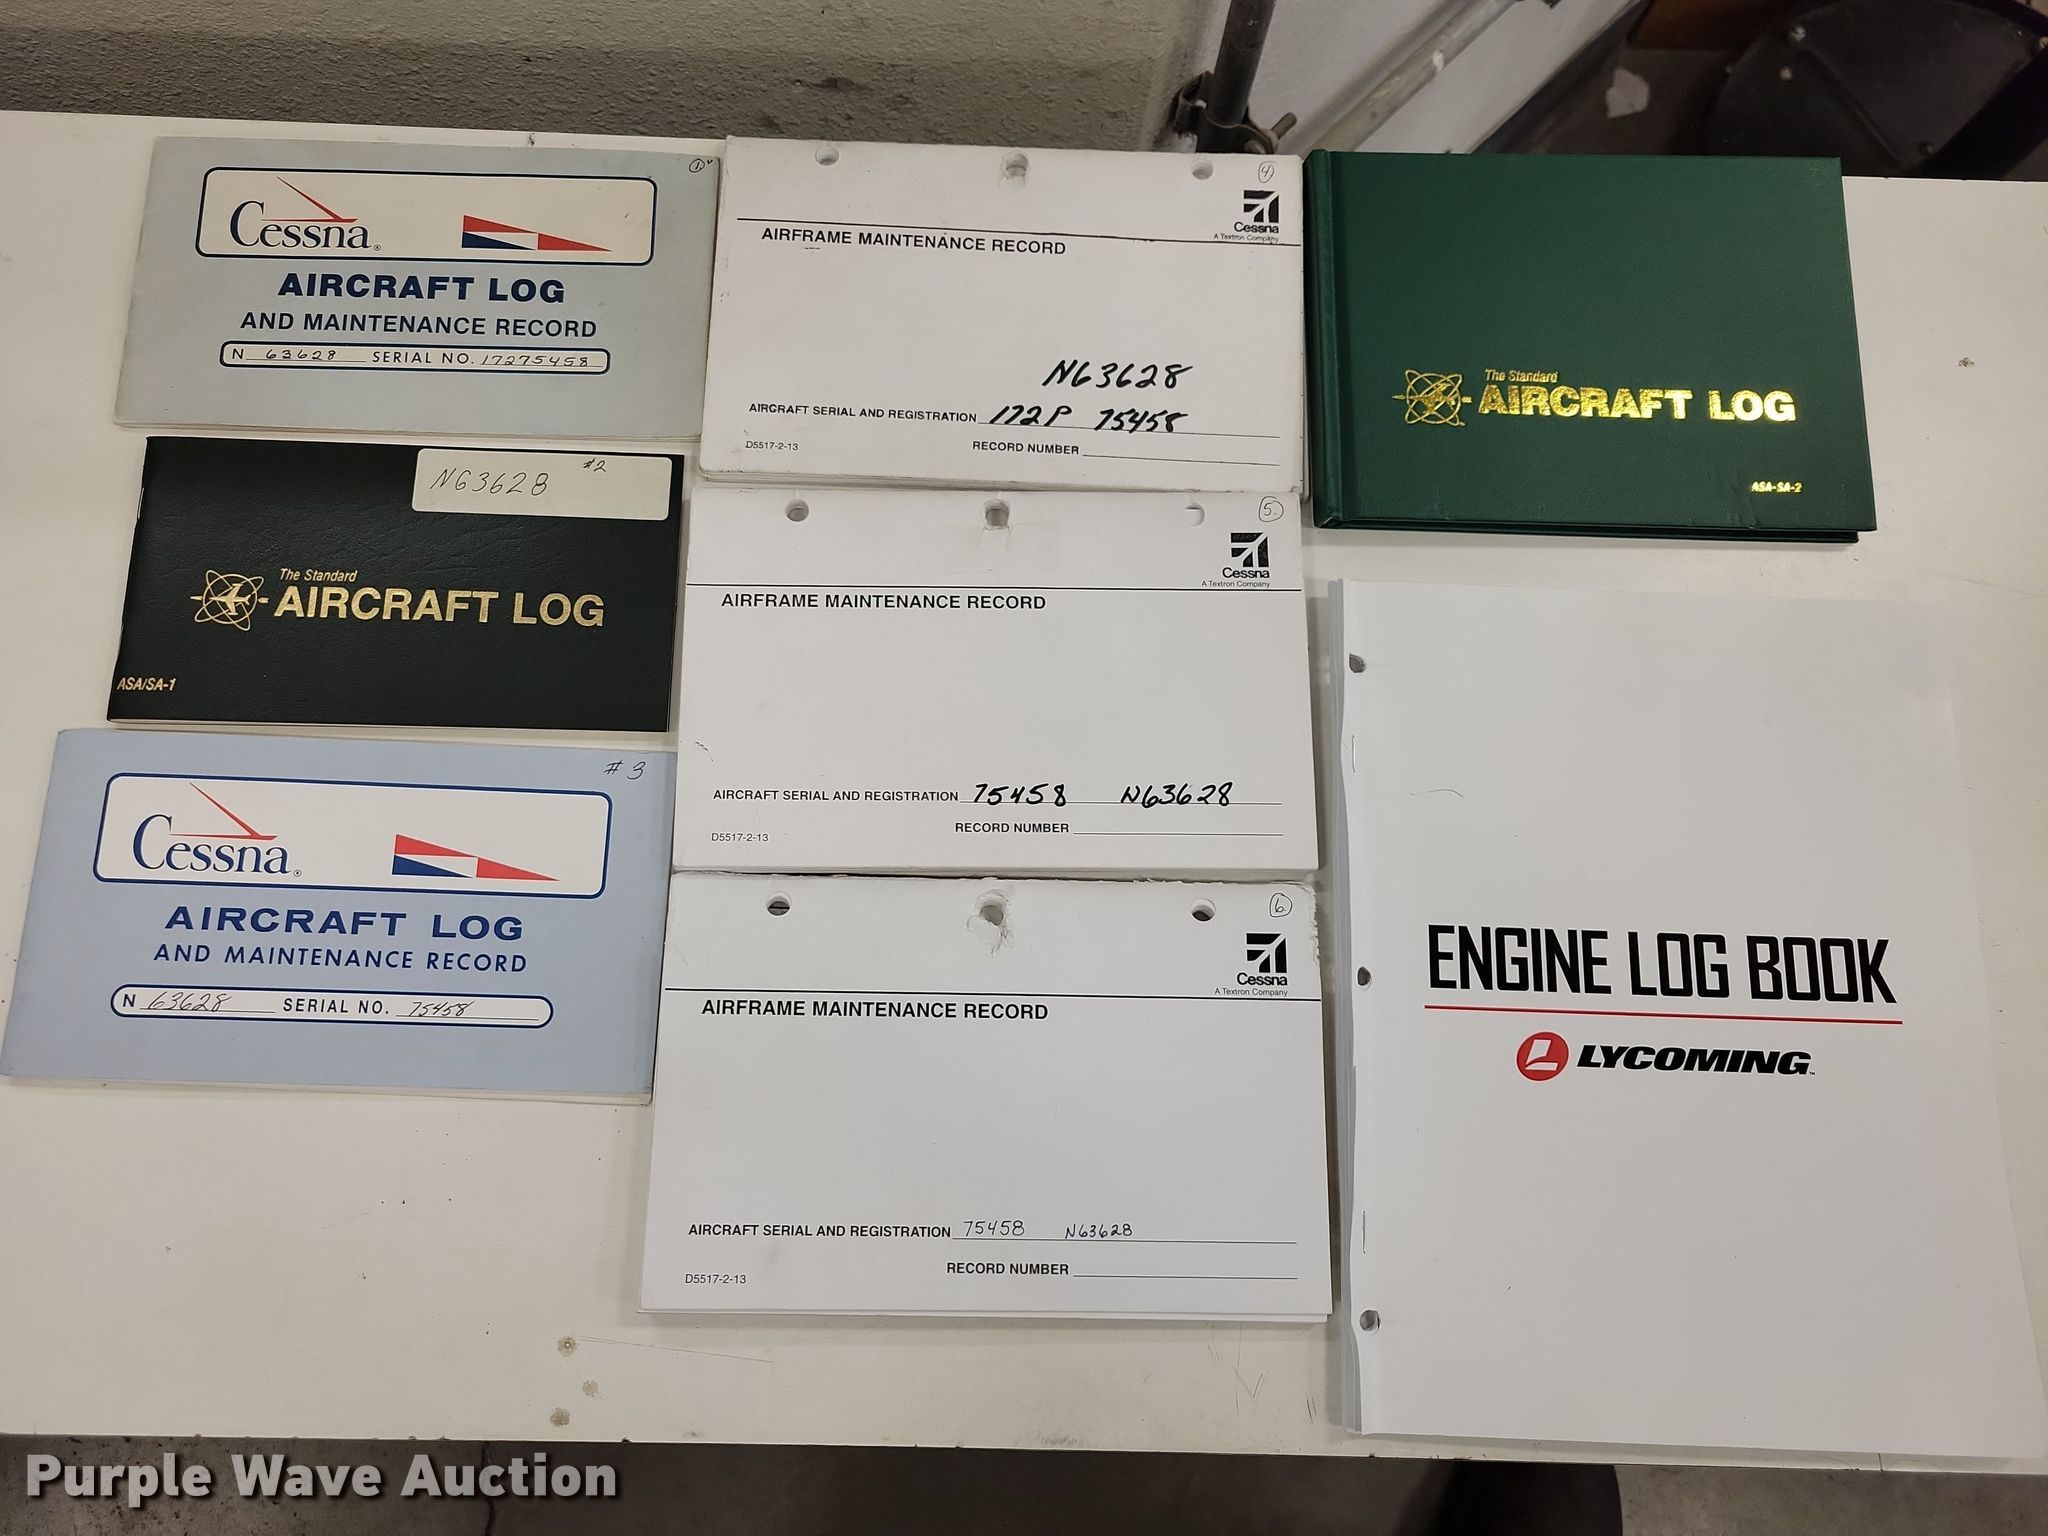 1.
Cessna®
AIRCRAFT LOG
AND MAINTENANCE RECORD
N 63628 SERIAL NO. 17275458
N63628 #2
The Standard
AIRCRAFT LOG
ASA/SA-1
#3
Cessna®
AIRCRAFT LOG
AND MAINTENANCE RECORD
N 63628 SERIAL NO. 75458
4
Cessna
A Textron Company
AIRFRAME MAINTENANCE RECORD
N63628
AIRCRAFT SERIAL AND REGISTRATION 172P 75458
D5517-2-13 RECORD NUMBER
5.
Cessna
A Textron Company
AIRFRAME MAINTENANCE RECORD
AIRCRAFT SERIAL AND REGISTRATION 75458 N63628
RECORD NUMBER
D5517-2-13
6.
Cessna
A Textron Company
AIRFRAME MAINTENANCE RECORD
AIRCRAFT SERIAL AND REGISTRATION 75458 N63628
RECORD NUMBER
D5517-2-13
The Standard
AIRCRAFT LOG
ASA-SA-2
ENGINE LOG BOOK
LYCOMING™
Purple Wave Auction